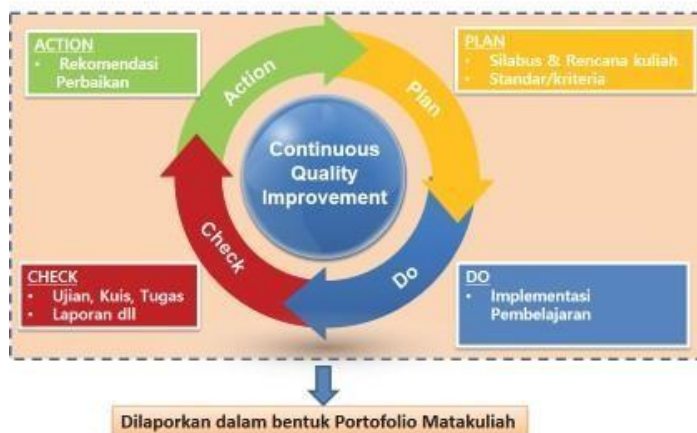 ACTION
• Rekomendasi
Perbaikan
PLAN
• Silabus & Rencana kuliah
• Standar/kriteria
Action
Plan
Continuous
Quality
Improvement
Check
Do
CHECK
• Ujian, Kuis, Tugas
• Laporan dll
DO
• Implementasi
Pembelajaran
Dilaporkan dalam bentuk Portofolio Matakuliah